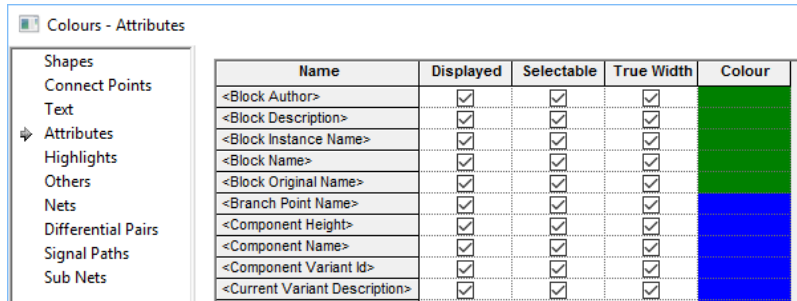 Colours - Attributes
Shapes
Connect Points
Text
Attributes
Highlights
Others
Nets
Differential Pairs
Signal Paths
Sub Nets
Name Displayed Selectable True Width Colour
<Block Author>
<Block Description>
<Block Instance Name>
<Block Name>
<Block Original Name>
<Branch Point Name>
<Component Height>
<Component Name>
<Component Variant Id>
<Current Variant Description>